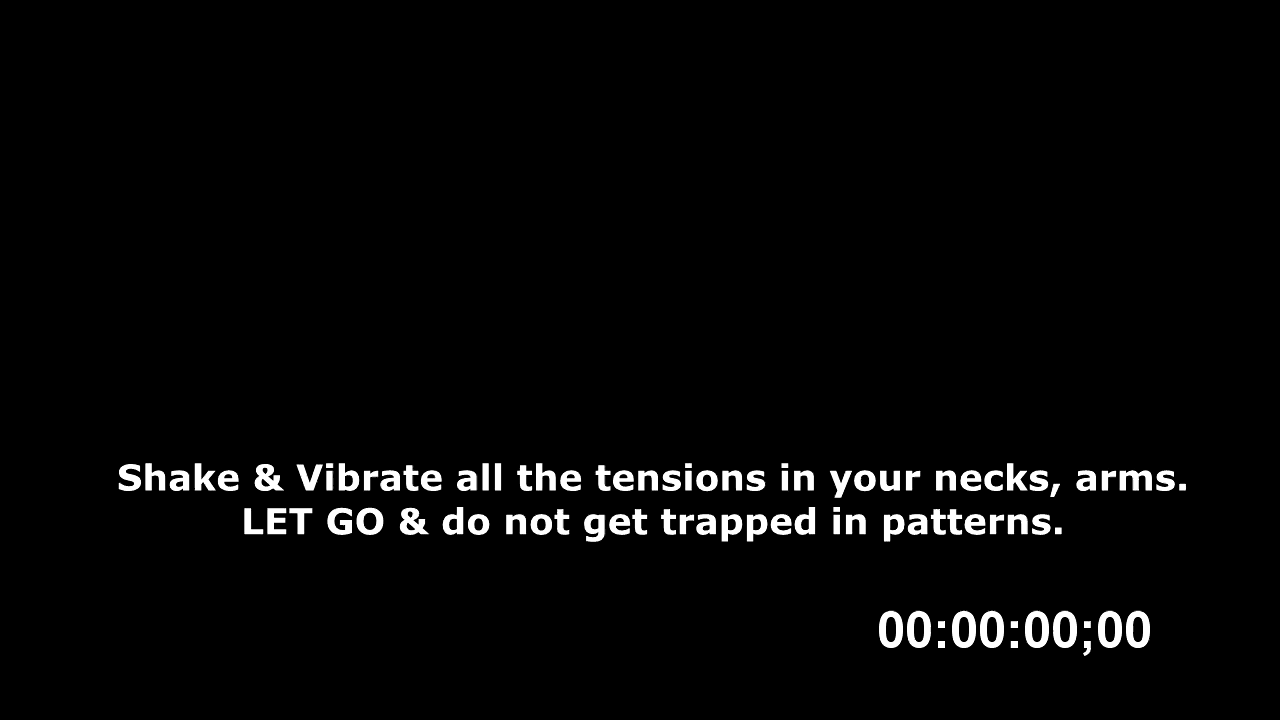 Shake & Vibrate all the tensions in your necks, arms.
LET GO & do not get trapped in patterns.
00:00:00;00